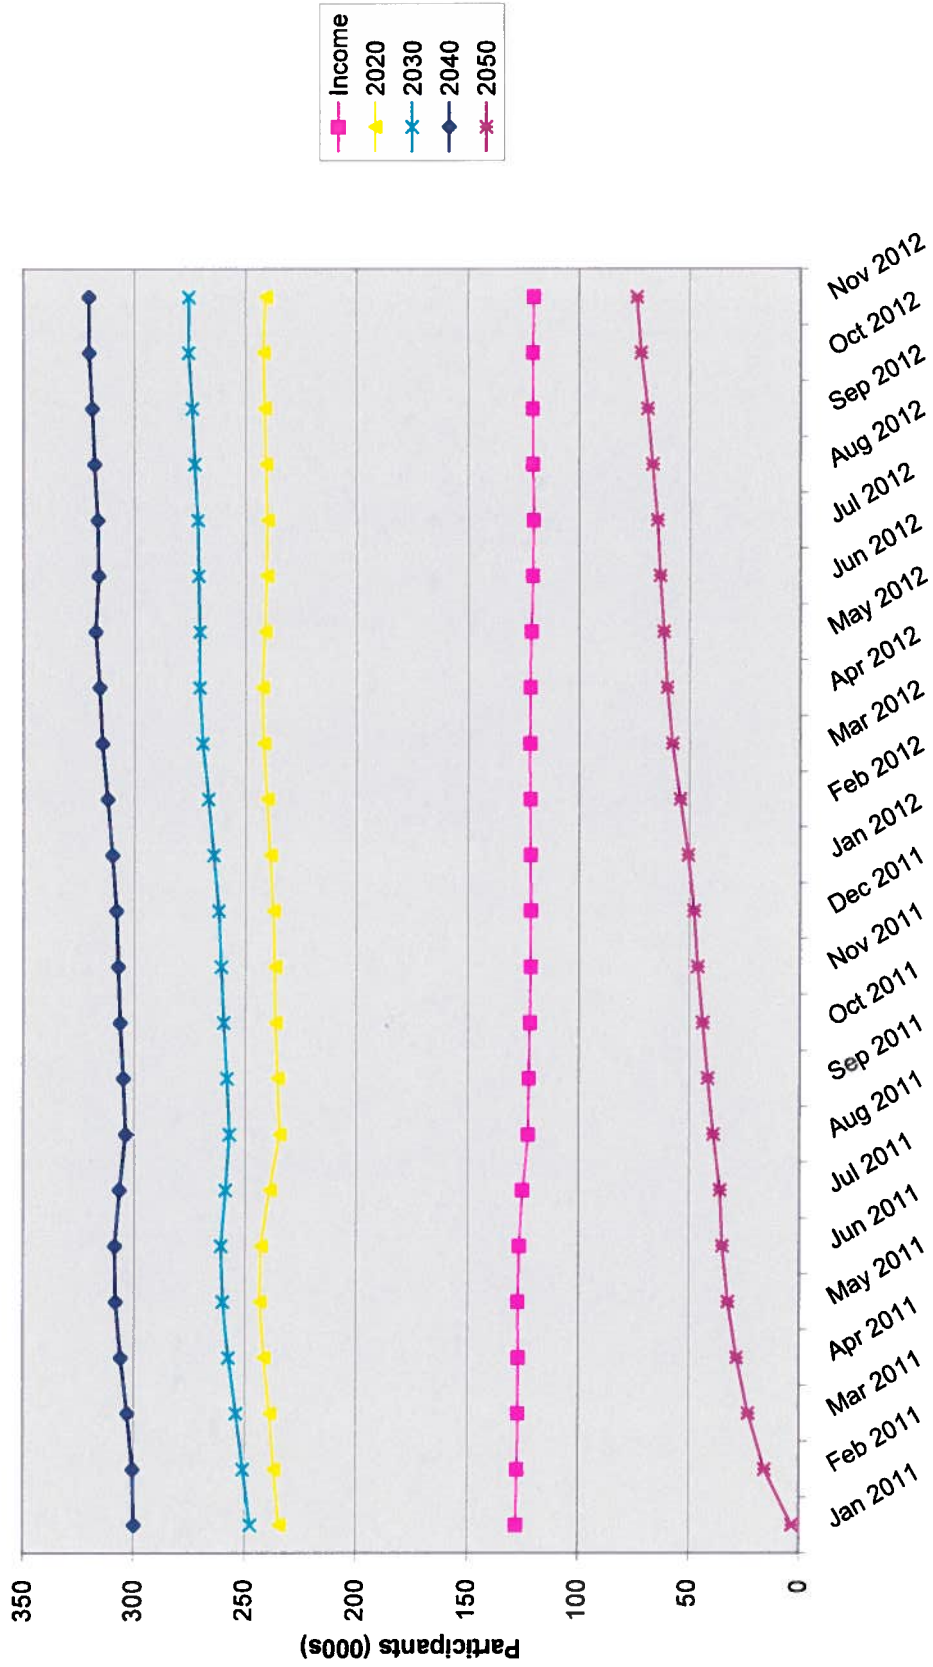 350
300
250
200
150
100
50
0
Participants (000s)
Jan 2011
Feb 2011
Mar 2011
Apr 2011
May 2011
Jun 2011
Jul 2011
Aug 2011
Sep 2011
Oct 2011
Nov 2011
Dec 2011
Jan 2012
Feb 2012
Mar 2012
Apr 2012
May 2012
Jun 2012
Jul 2012
Aug 2012
Sep 2012
Oct 2012
Nov 2012
Income
2020
2030
2040
2050